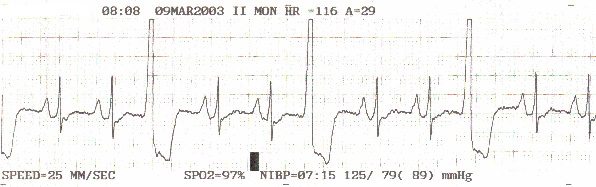 08:08 09MAR2003 II MON HR *116 A=29
SPEED=25 MM/SEC SPO2=97% NIBP=07:15 125/ 79( 89) mmHg